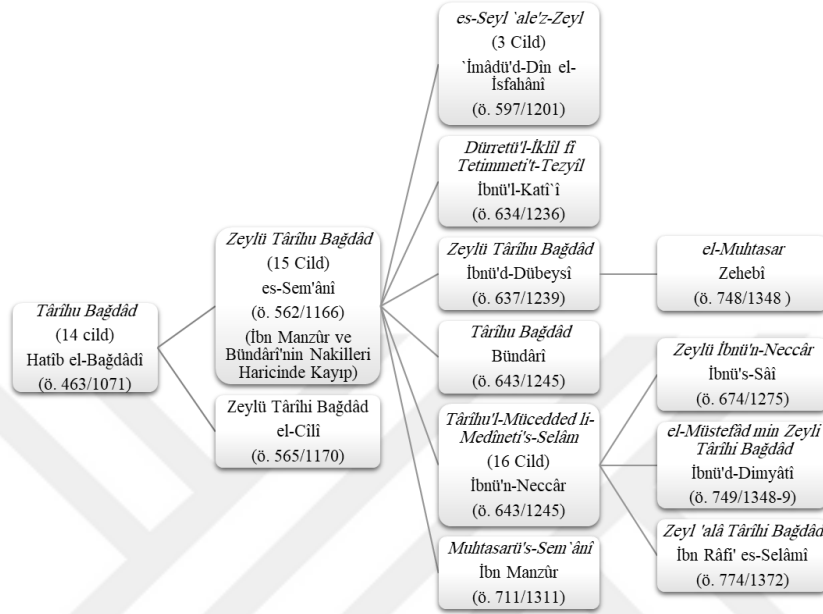 Târîhu Bağdâd
(14 cild)
Hatîb el-Bağdâdî
(ö. 463/1071)
Zeylü Târîhu Bağdâd
(15 Cild)
es-Sem'ânî
(ö. 562/1166)
(İbn Manzûr ve
Bündârî'nin Nakilleri
Haricinde Kayıp)
Zeylü Târîhi Bağdâd
el-Cîlî
(ö. 565/1170)
es-Seyl `ale'z-Zeyl
(3 Cild)
`İmâdü'd-Dîn el-
İsfahânî
(ö. 597/1201)
Dürretü'l-İklîl fî
Tetimmeti't-Tezyîl
İbnü'l-Katî`î
(ö. 634/1236)
Zeylü Târîhu Bağdâd
İbnü'd-Dübeysî
(ö. 637/1239)
Târîhu Bağdâd
Bündârî
(ö. 643/1245)
Târîhu'l-Mücedded li-
Medîneti's-Selâm
(16 Cild)
İbnü'n-Neccâr
(ö. 643/1245)
Muhtasarü's-Sem`ânî
İbn Manzûr
(ö. 711/1311)
el-Muhtasar
Zehebî
(ö. 748/1348 )
Zeylü İbnü'n-Neccâr
İbnü's-Sâî
(ö. 674/1275)
el-Müstefâd min Zeyli
Târîhi Bağdâd
İbnü'd-Dimyâtî
(ö. 749/1348-9)
Zeyl 'alâ Târîhi Bağdâd
İbn Râfi' es-Selâmî
(ö. 774/1372)